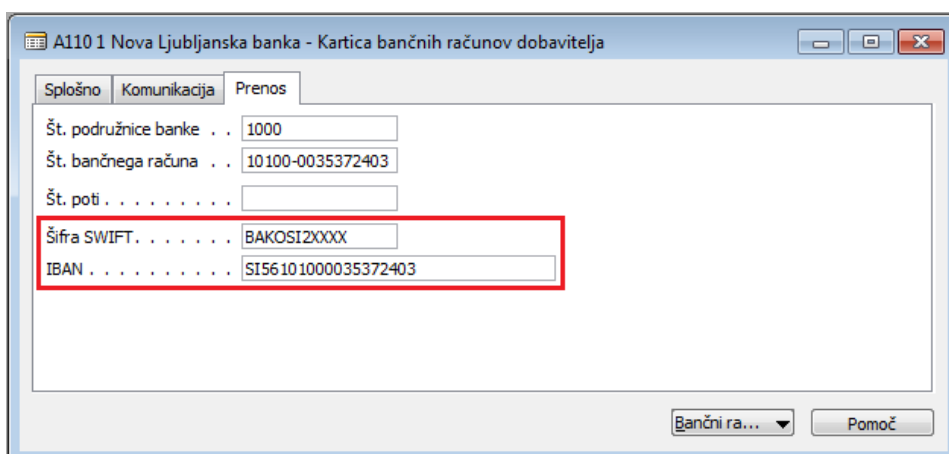 A110 1 Nova Ljubljanska banka - Kartica bančnih računov dobavitelja
Splošno Komunikacija Prenos
Št. podružnice banke . . 1000
Št. bančnega računa . . 10100-0035372403
Št. poti . . . . . . . . .
Šifra SWIFT. . . . . . . BAKOSI2XXXX
IBAN . . . . . . . . . . SI56101000035372403
Bančni ra... Pomoč